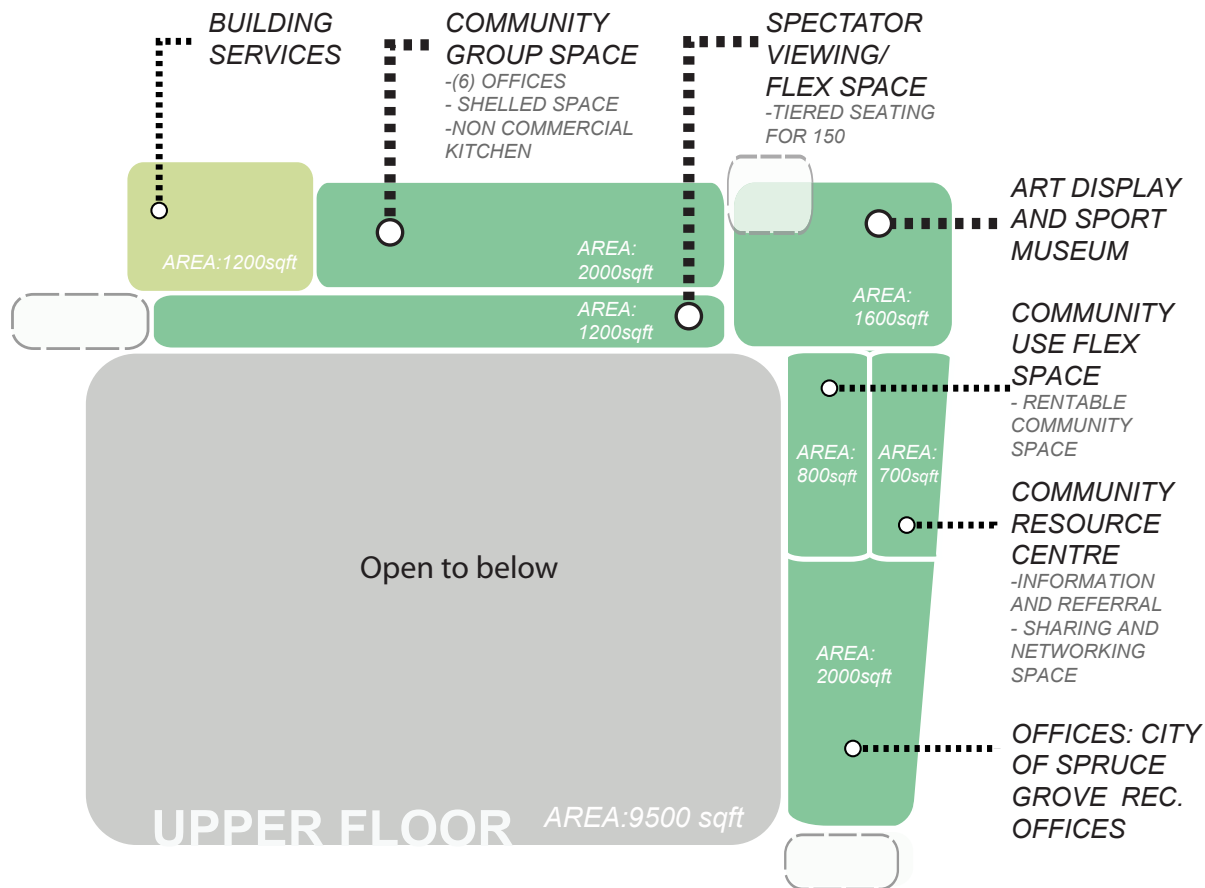 BUILDING
SERVICES
COMMUNITY
GROUP SPACE
-(6) OFFICES
- SHELLED SPACE
-NON COMMERCIAL
KITCHEN
SPECTATOR
VIEWING/
FLEX SPACE
-TIERED SEATING
FOR 150
ART DISPLAY
AND SPORT
MUSEUM
AREA:1200sqft
AREA:
2000sqft
AREA:
1600sqft
AREA:
1200sqft
COMMUNITY
USE FLEX
SPACE
- RENTABLE
COMMUNITY
SPACE
AREA:
800sqft
AREA:
700sqft
COMMUNITY
RESOURCE
CENTRE
-INFORMATION
AND REFERRAL
- SHARING AND
NETWORKING
SPACE
Open to below
AREA:
2000sqft
OFFICES: CITY
OF SPRUCE
GROVE REC.
OFFICES
UPPER FLOOR
AREA:9500 sqft